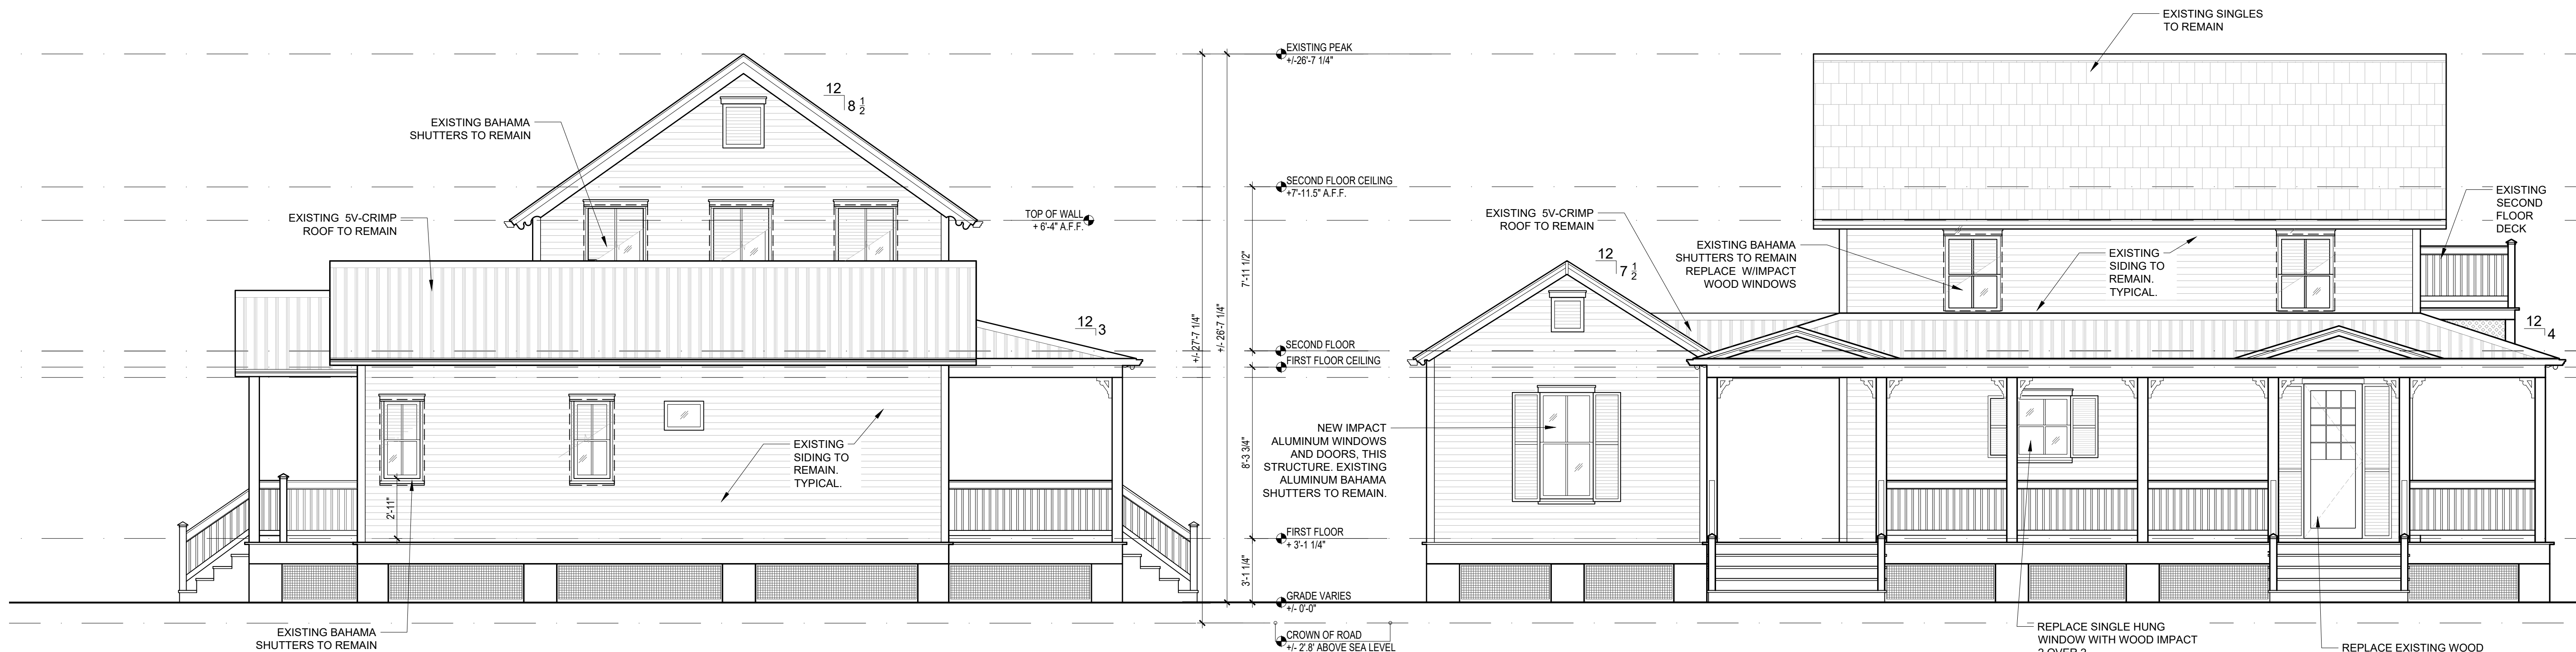 EXISTING BAHAMA
SHUTTERS TO REMAIN
12
8 1/2
EXISTING 5V-CRIMP
ROOF TO REMAIN
TOP OF WALL
+ 6'-4" A.F.F.
12
3
EXISTING
SIDING TO
REMAIN.
TYPICAL.
2'-11"
EXISTING BAHAMA
SHUTTERS TO REMAIN
EXISTING PEAK
+/-26'-7 1/4"
SECOND FLOOR CEILING
+7'-11.5" A.F.F.
7'-11 1/2"
+/- 27'-7 1/4"
+/- 26'-7 1/4"
SECOND FLOOR
FIRST FLOOR CEILING
8'-3 3/4"
FIRST FLOOR
+ 3'-1 1/4"
3'-1 1/4"
GRADE VARIES
+/- 0'-0"
CROWN OF ROAD
+/- 2'.8' ABOVE SEA LEVEL
EXISTING SINGLES
TO REMAIN
EXISTING
SECOND
FLOOR
DECK
EXISTING 5V-CRIMP
ROOF TO REMAIN
12
7 1/2
EXISTING BAHAMA
SHUTTERS TO REMAIN
REPLACE W/IMPACT
WOOD WINDOWS
EXISTING
SIDING TO
REMAIN.
TYPICAL.
12
4
NEW IMPACT
ALUMINUM WINDOWS
AND DOORS, THIS
STRUCTURE. EXISTING
ALUMINUM BAHAMA
SHUTTERS TO REMAIN.
REPLACE SINGLE HUNG
WINDOW WITH WOOD IMPACT
2 OVER 2
REPLACE EXISTING WOOD